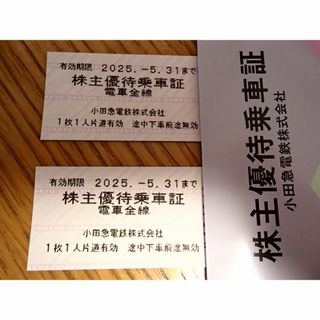 有効期限 2025.-5.31まで
株主優待乗車証
電車全線
小田急電鉄株式会社
1枚1人片道有効 途中下車前途無効
有効期限 2025.-5.31まで
株主優待乗車証
電車全線
小田急電鉄株式会社
1枚1人片道有効 途中下車前途無効
株主優待乗車証
小田急電鉄株式会社